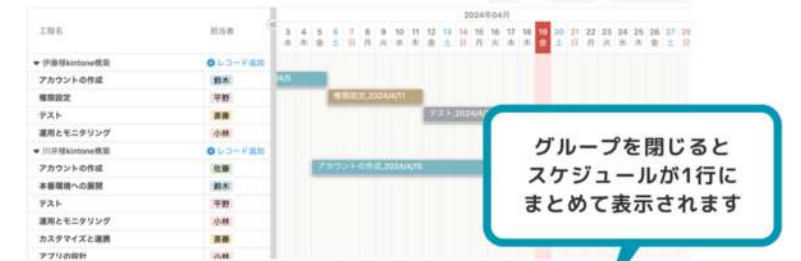 2024年04月
工程名 担当者
3 4 5 6 7 8 9 10 11 12 13 14 15 16 17 18 19 20 21 22 23 24 25 26 27 28
水 木 金 土 日 月 火 水 木 金 土 日 月 火 水 木 金 土 日 月 火 水 木 金 土 日
伊藤様kintone構築 レコード追加
アカウントの作成 鈴木
権限設定 平野 権限設定,2024/4/11
テスト 斎藤
運用とモニタリング 小林
川井様kintone構築 レコード追加
アカウントの作成 佐藤 アカウントの作成,2024/4/15
本番環境への展開 鈴木
テスト 平野
運用とモニタリング 小林
カスタマイズと連携 斎藤
アプリの設計 小林
グループを閉じると
スケジュールが1行に
まとめて表示されます